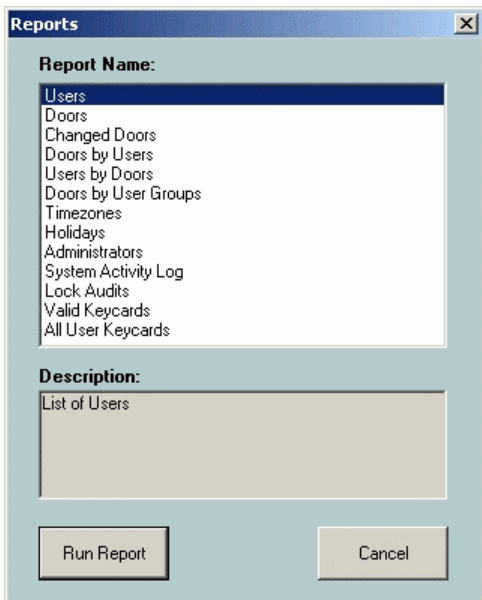 Reports
Report Name:
Users
Doors
Changed Doors
Doors by Users
Users by Doors
Doors by User Groups
Timezones
Holidays
Administrators
System Activity Log
Lock Audits
Valid Keycards
All User Keycards
Description:
List of Users
Run Report
Cancel